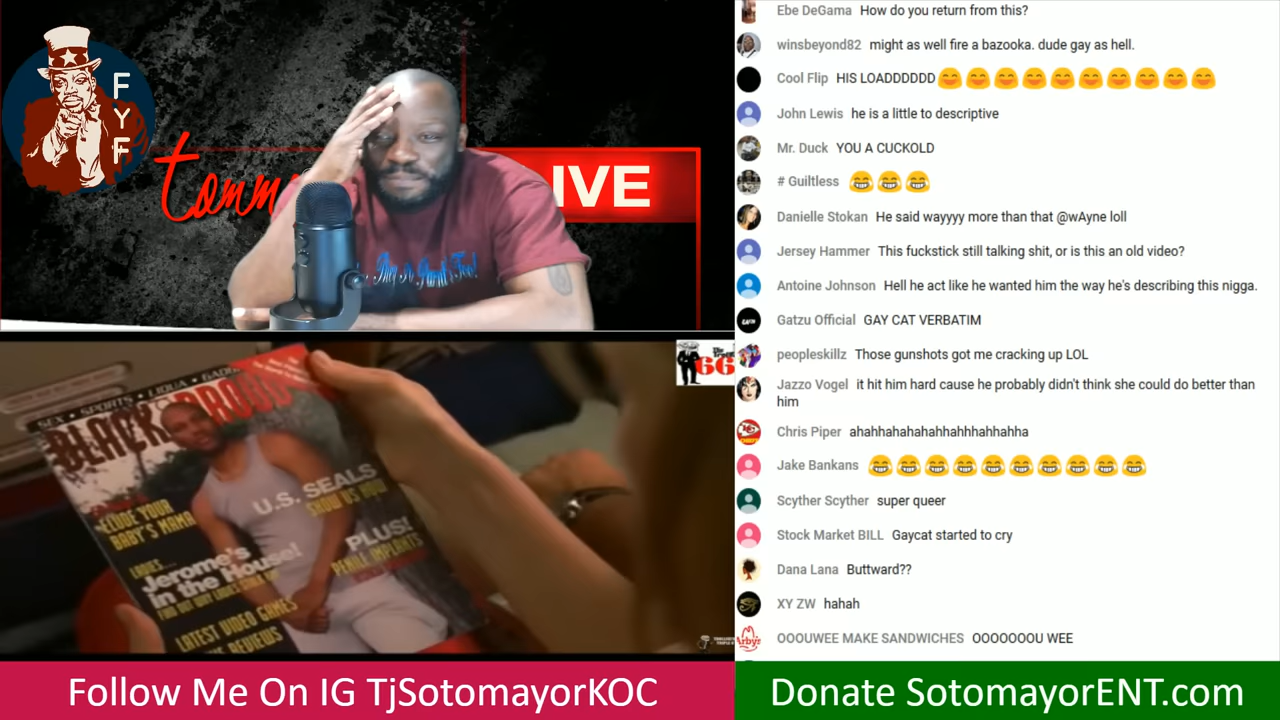 F
Y
F
IVE
SEX • SPORTS • LIQUA • GADG
BLACK
U.S. SEALS
SHOW US HOW
ELUDE YOUR
BABY'S MAMA
PLUS!
PENILE IMPLANTS
LADIES...
Jerome's
in the House!
FIND OUT WHY LADIES
LATEST VIDEO GAMES
REVIEWS
66
Follow Me On IG TjSotomayorKOC
Ebe DeGama How do you return from this?
winsbeyond82 might as well fire a bazooka. dude gay as hell.
Cool Flip HIS LOADDDDDD😊😊😊😊😊😊😊😊😊😊
John Lewis he is a little to descriptive
Mr. Duck YOU A CUCKOLD
# Guiltless 😂😂😂
Danielle Stokan He said wayyyy more than that @wAyne lol
Jersey Hammer This fuckstick still talking shit, or is this an old video?
Antoine Johnson Hell he act like he wanted him the way he's describing this nigga.
Gatzu Official GAY CAT VERBATIM
peopleskillz Those gunshots got me cracking up LOL
Jazzo Vogel it hit him hard cause he probably didn't think she could do better than
him
Chris Piper ahahhahahahahhahhhahhahha
Jake Bankans 😂😂😂😂😂😂😂😂😂😂
Scyther Scyther super queer
Stock Market BILL Gaycat started to cry
Dana Lana Buttward??
XY ZW hahah
Arby's
OOOUWEE MAKE SANDWICHES OOOOOOOU WEE
Donate SotomayorENT.com